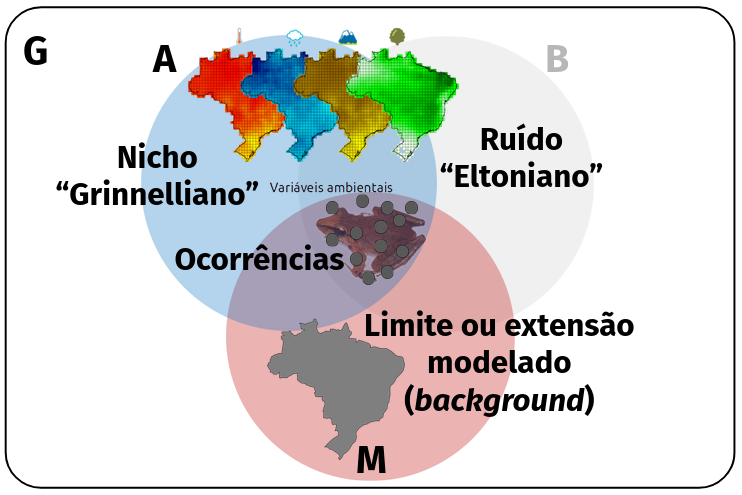 G
A
B
Nicho
“Grinnelliano”
Ruído
“Eltoniano”
Variáveis ambientais
Ocorrências
Limite ou extensão
modelado
(background)
M